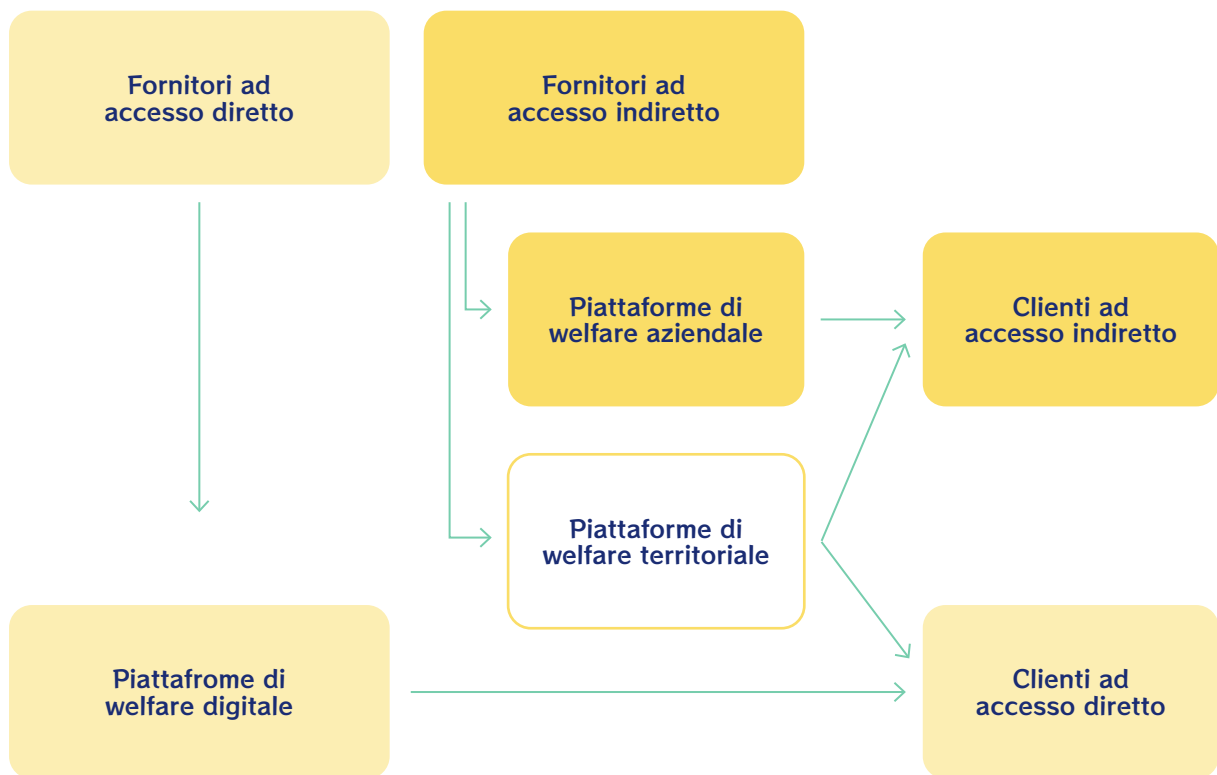 Fornitori ad
accesso diretto
Fornitori ad
accesso indiretto
Piattaforme di
welfare aziendale
Clienti ad
accesso indiretto
Piattaforme di
welfare territoriale
Piattafrome di
welfare digitale
Clienti ad
accesso diretto